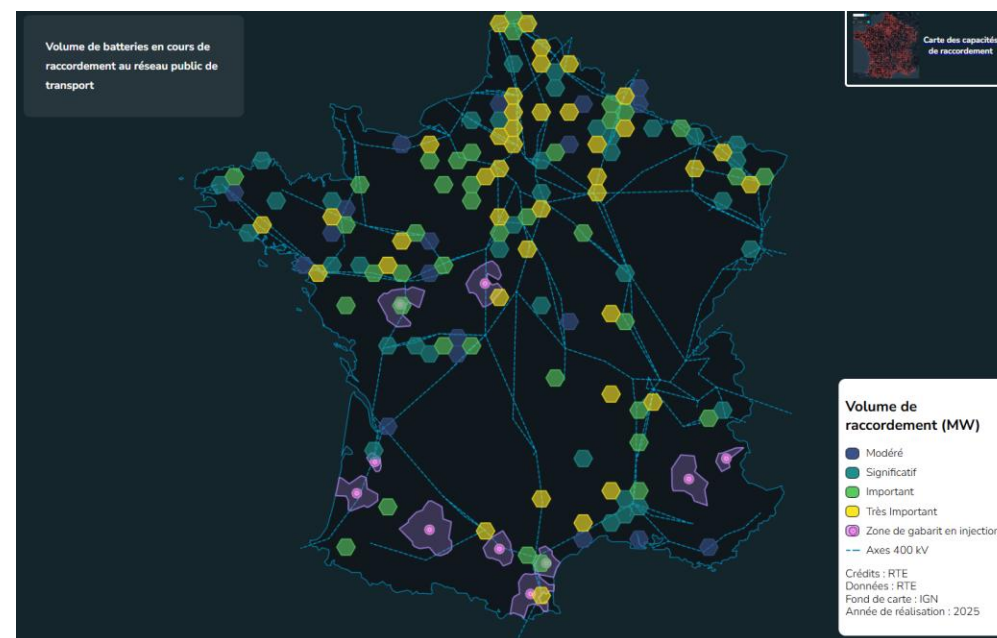 Volume de batteries en cours de
raccordement au réseau public de
transport
Carte des capacités
de raccordement
Volume de
raccordement (MW)
Modéré
Significatif
Important
Très Important
Zone de gabarit en injection
Axes 400 kV
Crédits : RTE
Données : RTE
Fond de carte : IGN
Année de réalisation : 2025